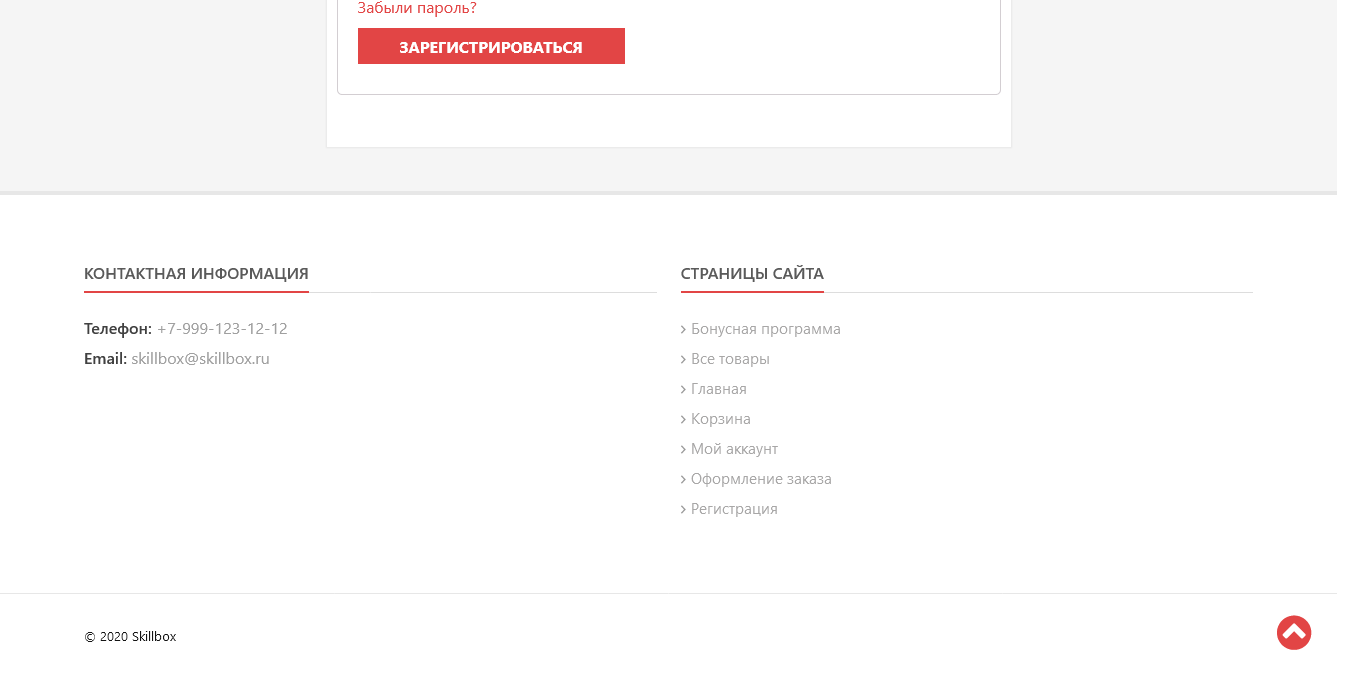 Забыли пароль?
ЗАРЕГИСТРИРОВАТЬСЯ
КОНТАКТНАЯ ИНФОРМАЦИЯ
Телефон: +7-999-123-12-12
Email: skillbox@skillbox.ru
СТРАНИЦЫ САЙТА
Бонусная программа
Все товары
Главная
Корзина
Мой аккаунт
Оформление заказа
Регистрация
© 2020 Skillbox